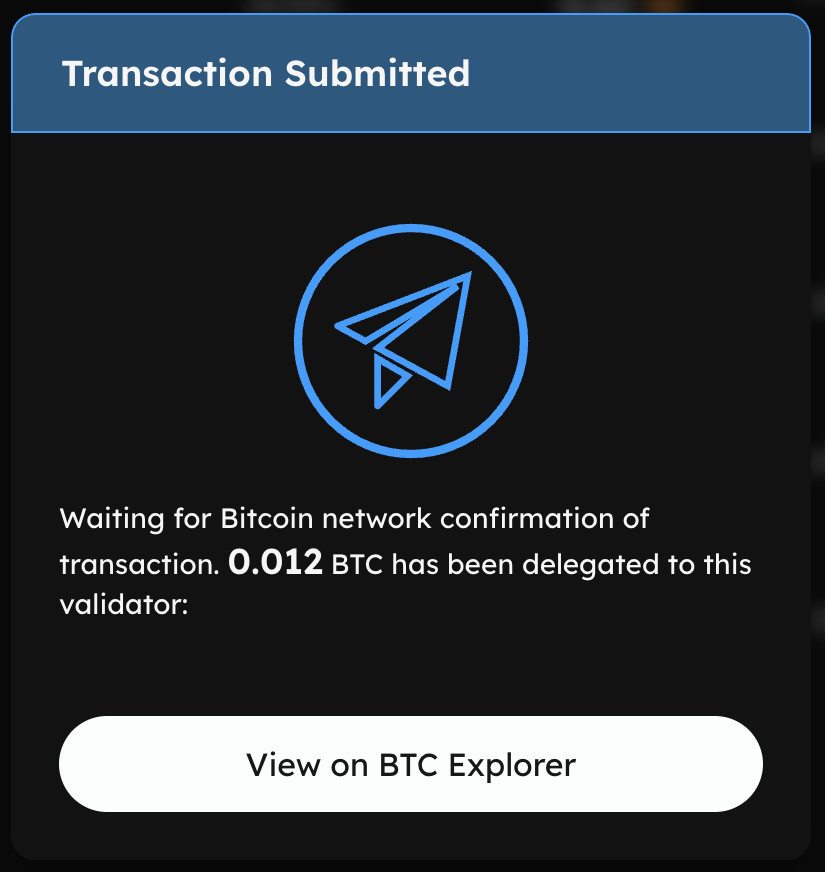 Transaction Submitted
Waiting for Bitcoin network confirmation of
transaction. 0.012 BTC has been delegated to this
validator:
View on BTC Explorer